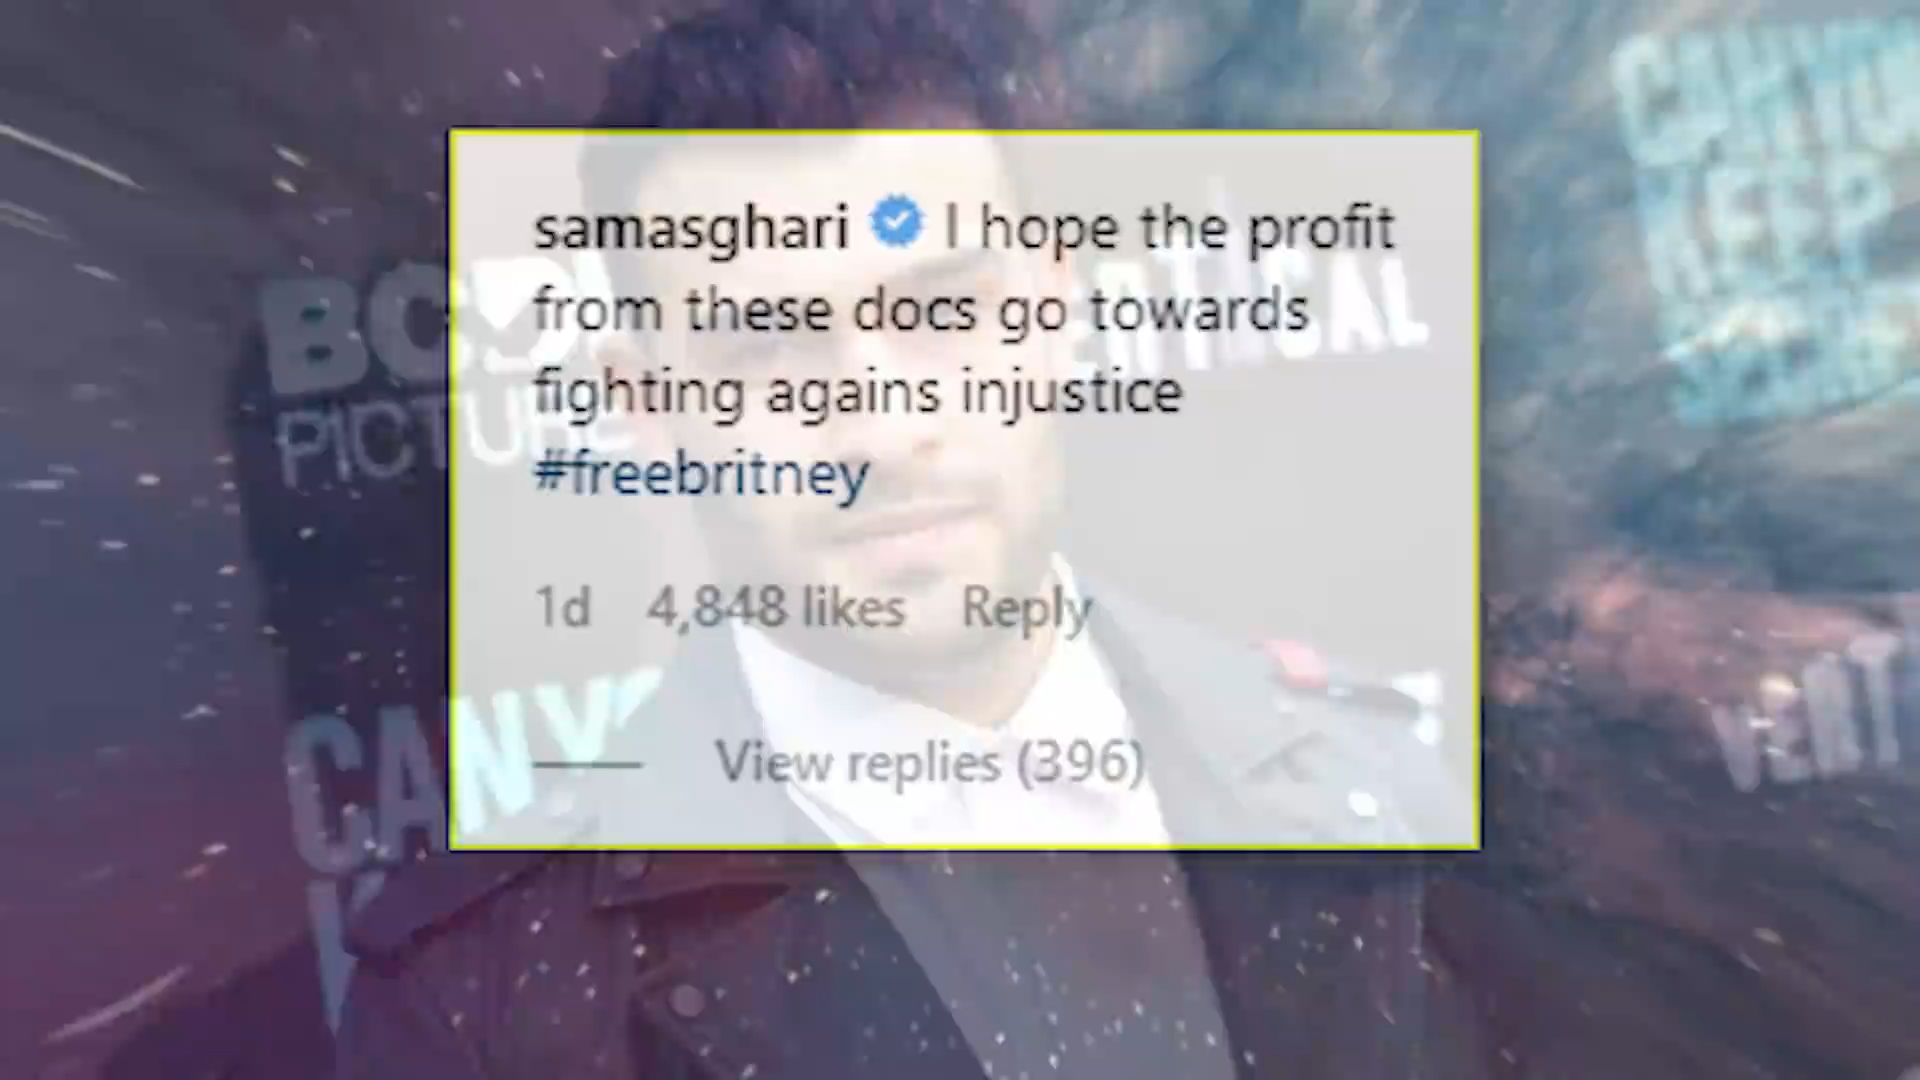 samasghari I hope the profit
from these docs go towards
fighting agains injustice
#freebritney
1d 4,848 likes Reply
View replies (396)